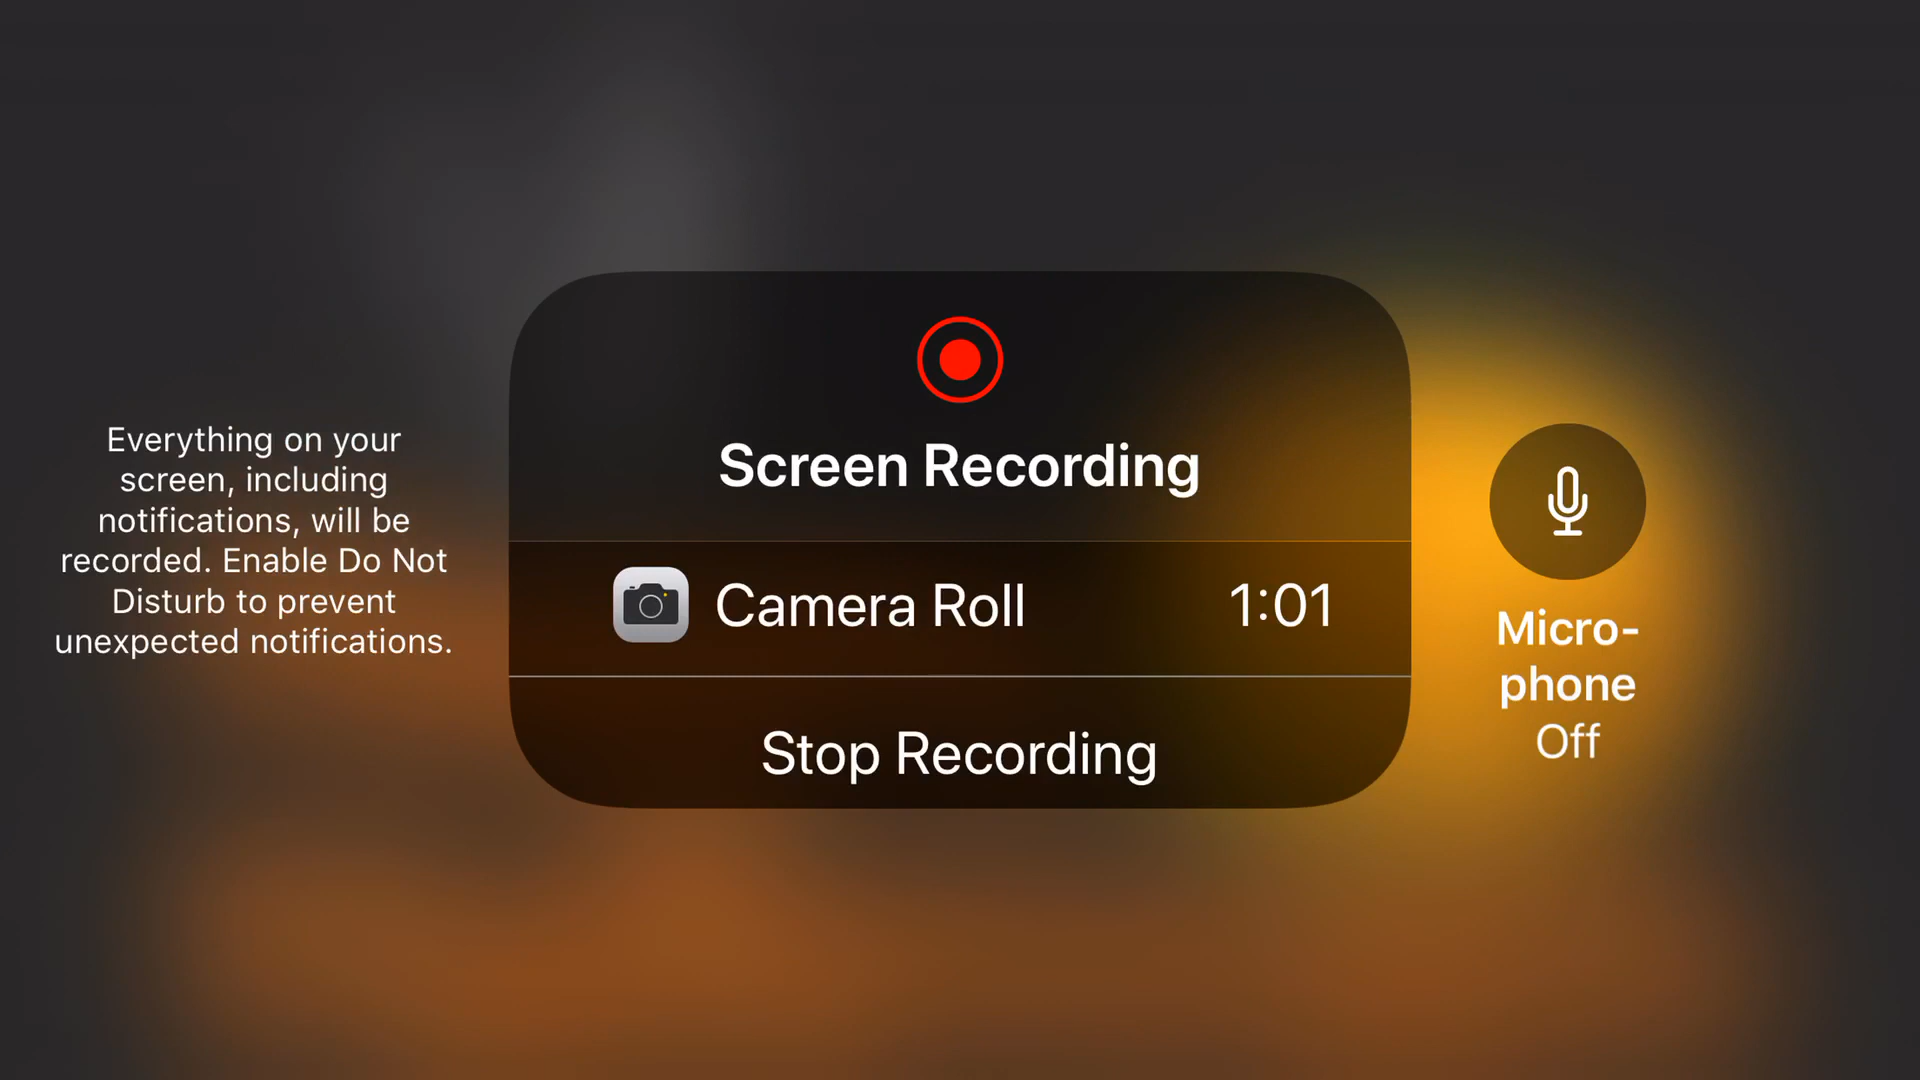 Everything on your
screen, including
notifications, will be
recorded. Enable Do Not
Disturb to prevent
unexpected notifications.
Screen Recording
Camera Roll 1:01
Stop Recording
Micro-
phone
Off